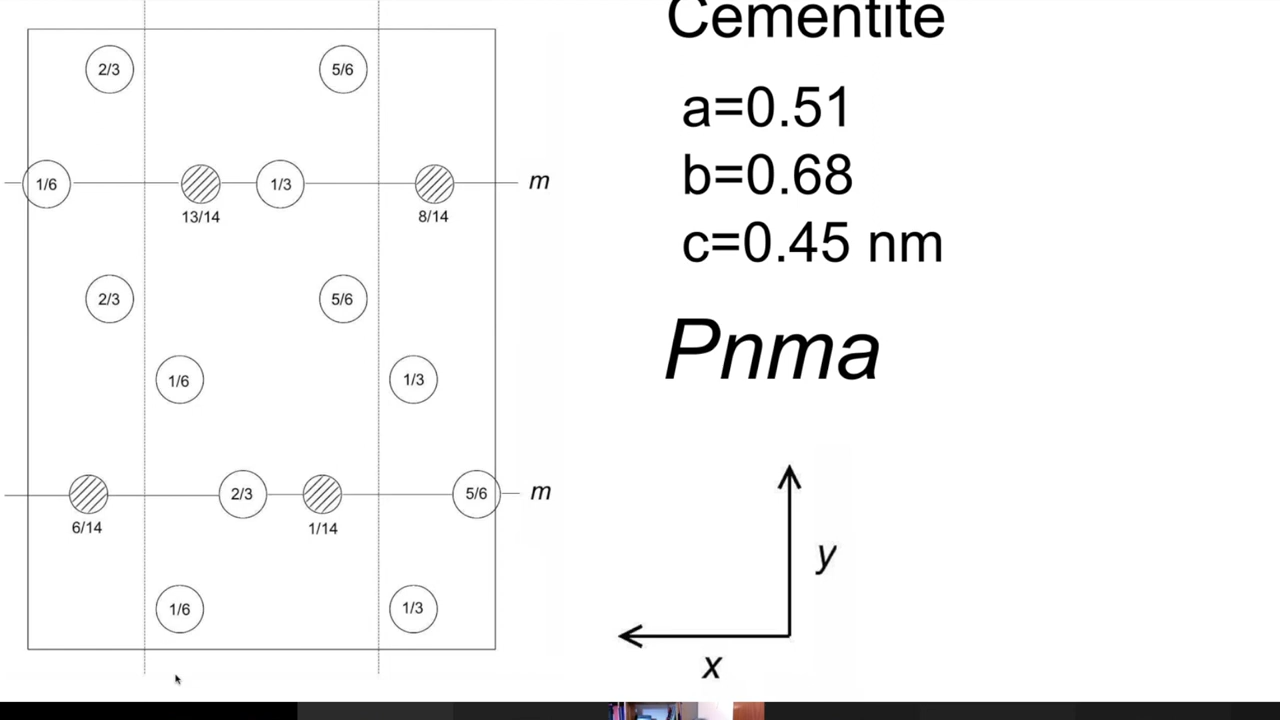 Cementite
a=0.51
b=0.68
c=0.45 nm
Pnma
2/3
5/6
1/6
13/14
1/3
8/14
m
2/3
5/6
1/6
1/3
6/14
2/3
1/14
5/6
m
1/6
1/3
y
x